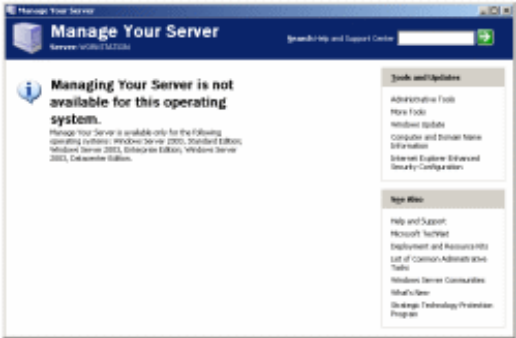 Manage Your Server
Manage Your Server
Server: WORKSTATION
Search Help and Support Center
Managing Your Server is not
available for this operating
system.
Manage Your Server is available only for the following
operating systems: Windows Server 2003, Standard Edition;
Windows Server 2003, Enterprise Edition; Windows Server
2003, Datacenter Edition.
Tools and Updates
Administrative Tools
More Tools
Windows Update
Computer and Domain Name
Information
Internet Explorer Enhanced
Security Configuration
See Also
Help and Support
Microsoft TechNet
Deployment and Resource Kits
List of Common Administrative
Tasks
Windows Server Communities
What's New
Strategic Technology Protection
Program